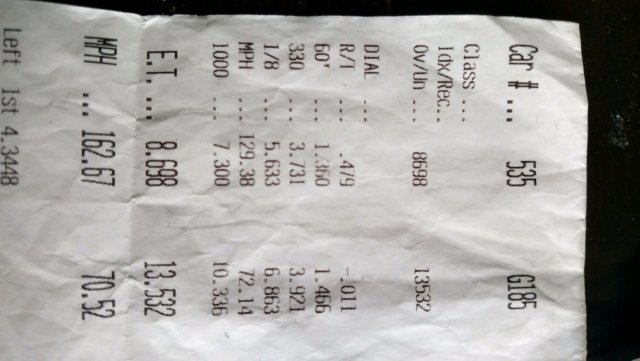 Car # ... 535 G185
Class ...
Idx/Rec..
Ov/Un ... 8698 13532
DIAL ...
R/T ... .479 -.011
60' ... 1.360 1.466
330 ... 3.731 3.921
1/8 ... 5.633 6.863
MPH ... 129.38 72.14
1000 ... 7.300 10.336
E.T. ... 8.698 13.532
MPH ... 162.67 70.52
Left 1st 4.3448